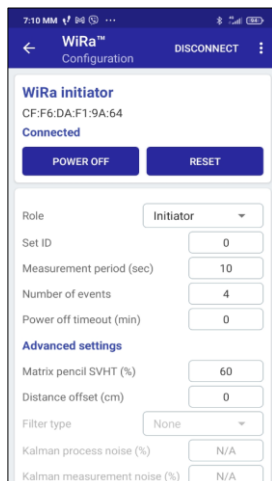 7:10 MM ...
WiRa™ DISCONNECT
Configuration
WiRa initiator
CF:F6:DA:F1:9A:64
Connected
POWER OFF RESET
Role Initiator
Set ID 0
Measurement period (sec) 10
Number of events 4
Power off timeout (min) 0
Advanced settings
Matrix pencil SVHT (%) 60
Distance offset (cm) 0
Filter type None
Kalman process noise (%) N/A
Kalman measurement noise (%) N/A